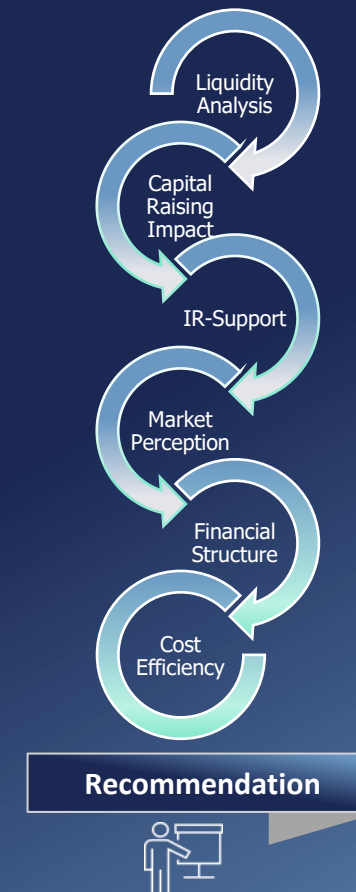 Liquidity
Analysis
Capital
Raising
Impact
IR-Support
Market
Perception
Financial
Structure
Cost
Efficiency
Recommendation